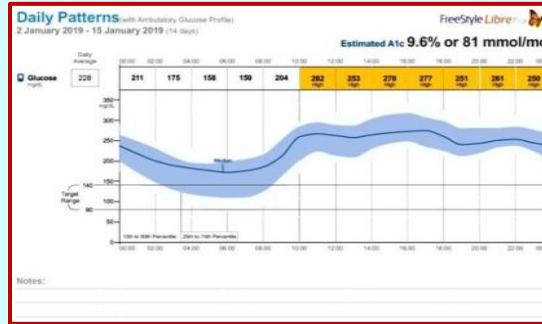 Daily Patterns (with Ambulatory Glucose Profile)
FreeStyle Libre
2 January 2019 - 15 January 2019 (14 days)
Estimated A1c 9.6% or 81 mmol/mo
Daily
Average
00:00 02:00 04:00 06:00 08:00 10:00 12:00 14:00 16:00 18:00 20:00 22:00 00
Glucose
mg/dL
228
211 175 158 159 204 262 253 278 277 251 261 250
High High High High High High High
350
mg/dL
300
250
200
Median
150
140
Target
Range
100
80
50
10th to 90th Percentile 25th to 75th Percentile
0
00:00 02:00 04:00 06:00 08:00 10:00 12:00 14:00 16:00 18:00 20:00 22:00 00
Notes: